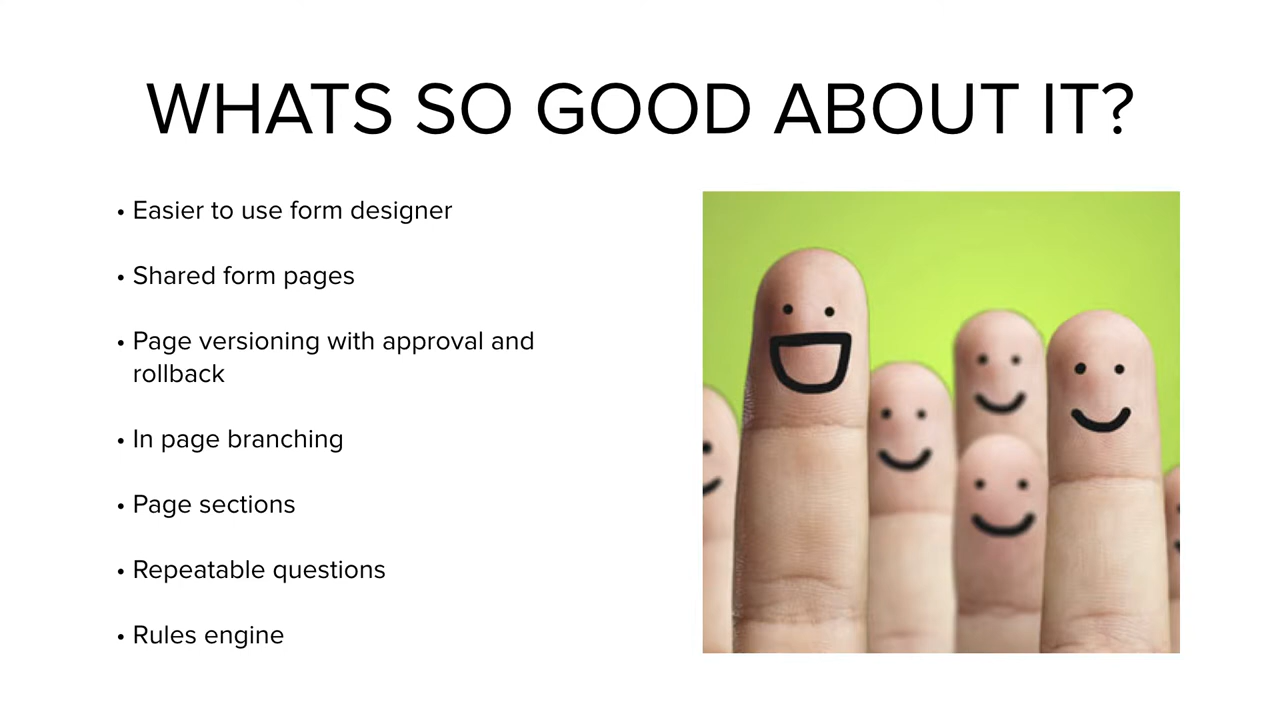 WHATS SO GOOD ABOUT IT?
• Easier to use form designer
• Shared form pages
• Page versioning with approval and
rollback
• In page branching
• Page sections
• Repeatable questions
• Rules engine